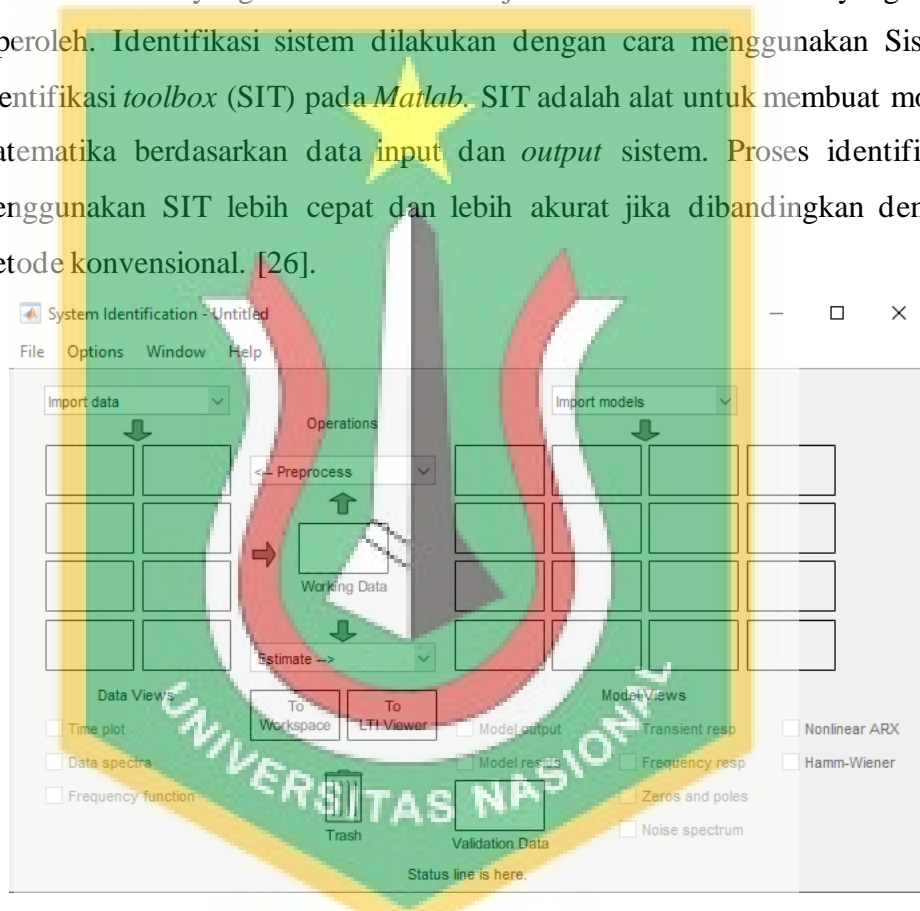 peroleh. Identifikasi sistem dilakukan dengan cara menggunakan Sis
entifikasi toolbox (SIT) pada Matlab. SIT adalah alat untuk membuat mo
atematika berdasarkan data input dan output sistem. Proses identifi
enggunakan SIT lebih cepat dan lebih akurat jika dibandingkan den
etode konvensional. [26].
System Identification - Untitled
File Options Window Help
Import data
Import models
Operations
<-- Preprocess
Working Data
Estimate -->
Data Views
To Workspace
To LTI Viewer
Model Views
Time plot
Data spectra
Frequency function
Model output
Model resids
Transient resp
Frequency resp
Zeros and poles
Noise spectrum
Nonlinear ARX
Hamm-Wiener
Trash
Validation Data
Status line is here.
UNIVERSITAS NASIONAL